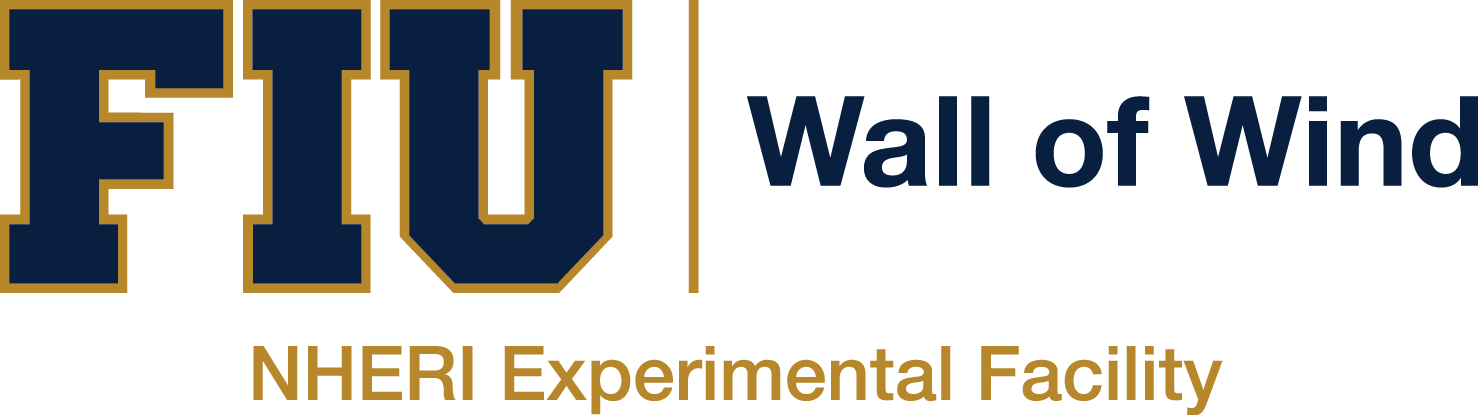 FIU
Wall of Wind
NHERI Experimental Facility